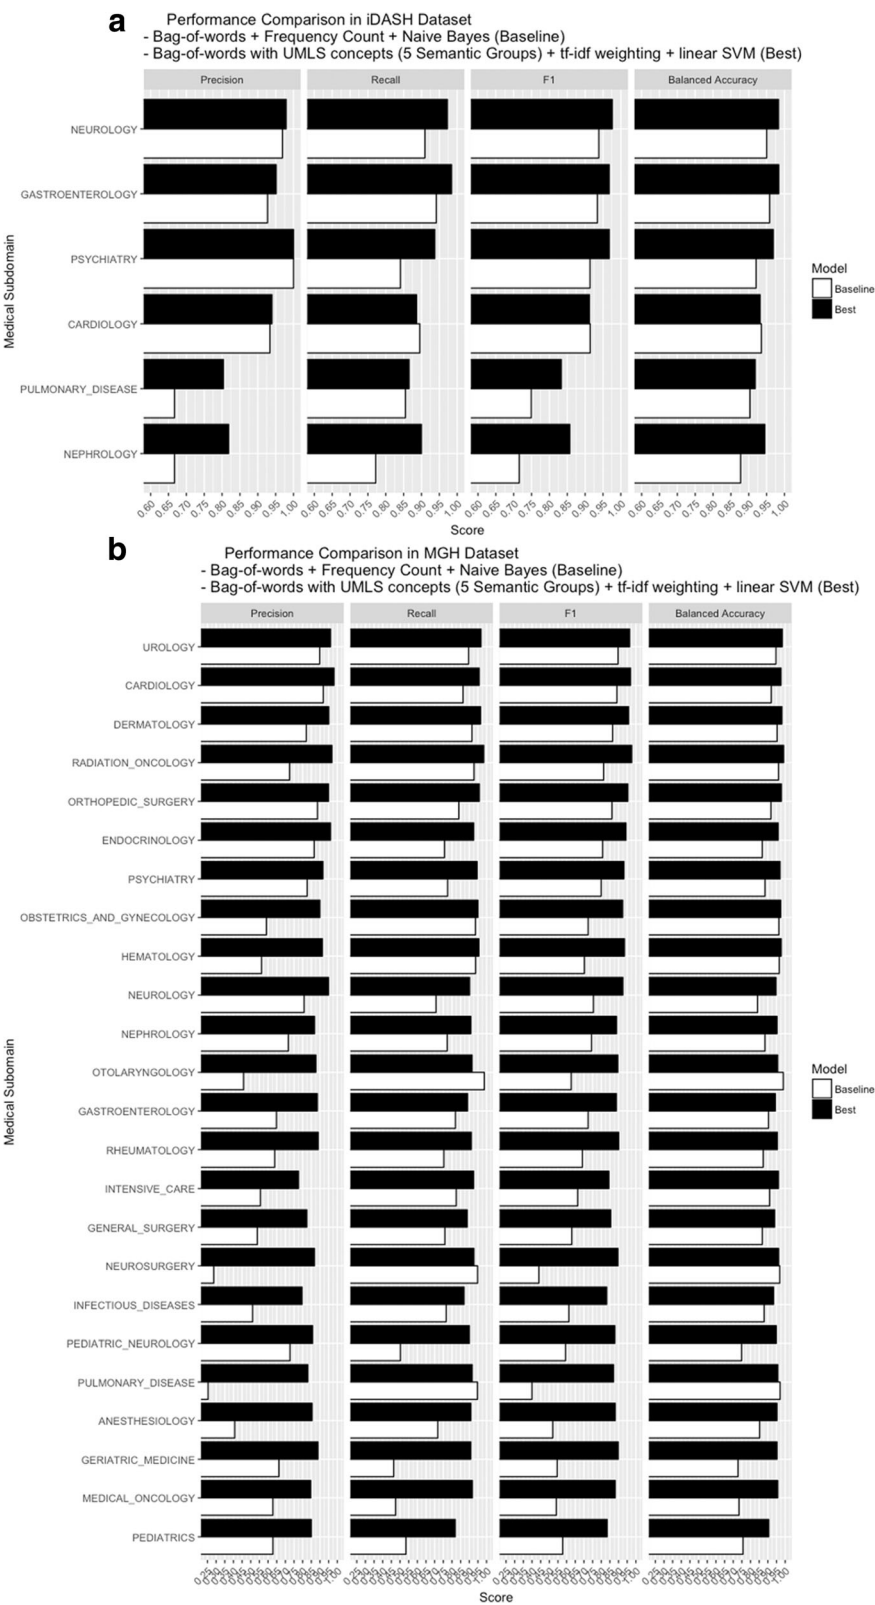 a
Performance Comparison in iDASH Dataset
- Bag-of-words + Frequency Count + Naive Bayes (Baseline)
- Bag-of-words with UMLS concepts (5 Semantic Groups) + tf-idf weighting + linear SVM (Best)
Precision Recall F1 Balanced Accuracy
Medical Subdomain
NEUROLOGY
GASTROENTEROLOGY
PSYCHIATRY
CARDIOLOGY
PULMONARY_DISEASE
NEPHROLOGY
Model
Baseline
Best
0.60 0.65 0.70 0.75 0.80 0.85 0.90 0.95 1.00 0.60 0.65 0.70 0.75 0.80 0.85 0.90 0.95 1.00 0.60 0.65 0.70 0.75 0.80 0.85 0.90 0.95 1.00 0.60 0.65 0.70 0.75 0.80 0.85 0.90 0.95 1.00
Score
b
Performance Comparison in MGH Dataset
- Bag-of-words + Frequency Count + Naive Bayes (Baseline)
- Bag-of-words with UMLS concepts (5 Semantic Groups) + tf-idf weighting + linear SVM (Best)
Precision Recall F1 Balanced Accuracy
Medical Subomain
UROLOGY
CARDIOLOGY
DERMATOLOGY
RADIATION_ONCOLOGY
ORTHOPEDIC_SURGERY
ENDOCRINOLOGY
PSYCHIATRY
OBSTETRICS_AND_GYNECOLOGY
HEMATOLOGY
NEUROLOGY
NEPHROLOGY
OTOLARYNGOLOGY
GASTROENTEROLOGY
RHEUMATOLOGY
INTENSIVE_CARE
GENERAL_SURGERY
NEUROSURGERY
INFECTIOUS_DISEASES
PEDIATRIC_NEUROLOGY
PULMONARY_DISEASE
ANESTHESIOLOGY
GERIATRIC_MEDICINE
MEDICAL_ONCOLOGY
PEDIATRICS
Model
Baseline
Best
Score